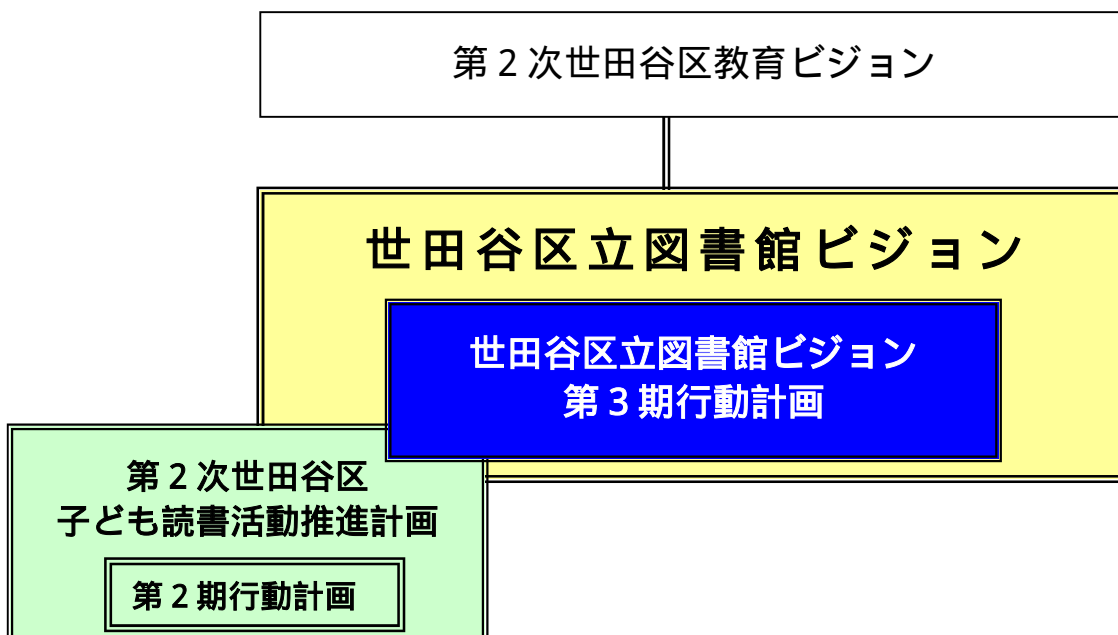 第２次世田谷区教育ビジョン
世田谷区立図書館ビジョン
世田谷区立図書館ビジョン
第３期行動計画
第２次世田谷区
子ども読書活動推進計画
第２期行動計画